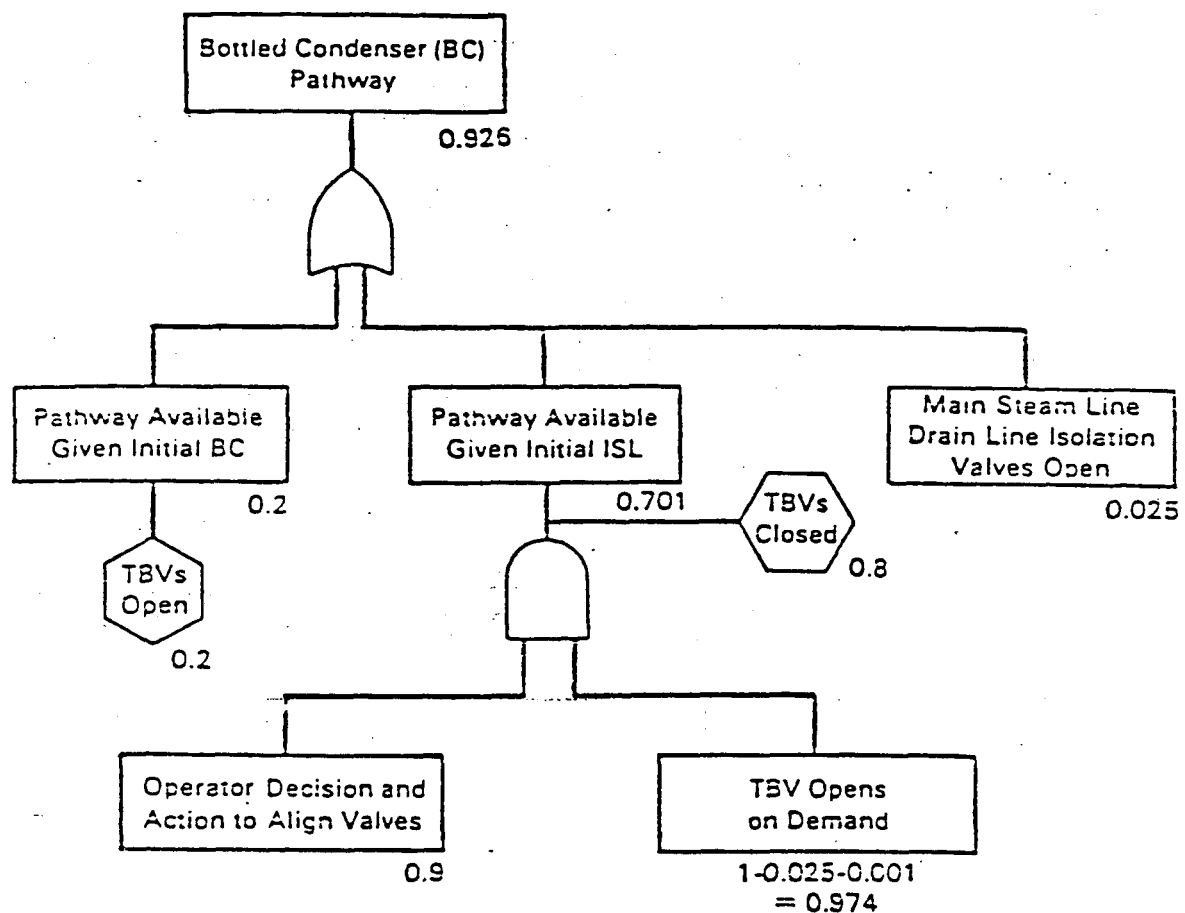 Bottled Condenser (BC)
Pathway
0.926
Pathway Available
Given Initial BC
0.2
Pathway Available
Given Initial ISL
0.701
Main Steam Line
Drain Line Isolation
Valves Open
0.025
TBVs
Closed
0.8
TBVs
Open
0.2
Operator Decision and
Action to Align Valves
0.9
TBV Opens
on Demand
1-0.025-0.001
= 0.974